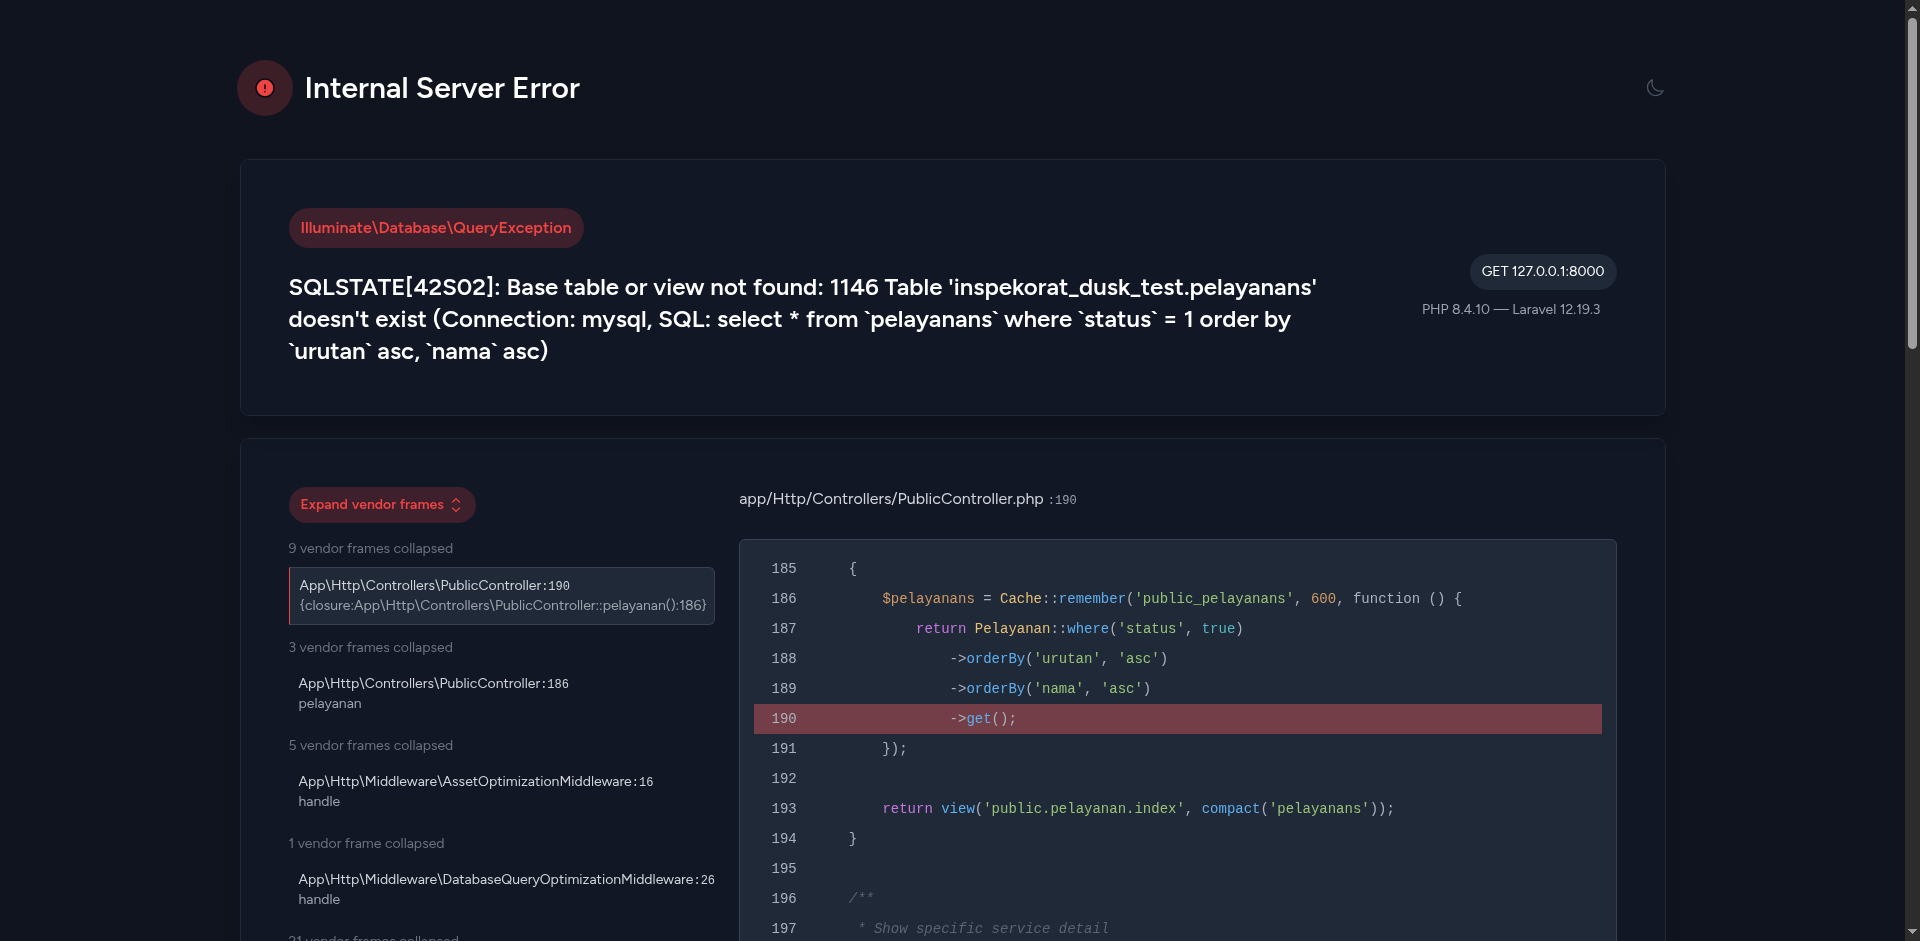 Internal Server Error
Illuminate\Database\QueryException
SQLSTATE[42S02]: Base table or view not found: 1146 Table 'inspekorat_dusk_test.pelayanans'
doesn't exist (Connection: mysql, SQL: select * from `pelayanans` where `status` = 1 order by
`urutan` asc, `nama` asc)
GET 127.0.0.1:8000
PHP 8.4.10 — Laravel 12.19.3
Expand vendor frames
9 vendor frames collapsed
App\Http\Controllers\PublicController:190
{closure:App\Http\Controllers\PublicController::pelayanan():186}
3 vendor frames collapsed
App\Http\Controllers\PublicController:186
pelayanan
5 vendor frames collapsed
App\Http\Middleware\AssetOptimizationMiddleware:16
handle
1 vendor frame collapsed
App\Http\Middleware\DatabaseQueryOptimizationMiddleware:26
handle
21 vendor frames collapsed
app/Http/Controllers/PublicController.php :190
185 {
186 $pelayanans = Cache::remember('public_pelayanans', 600, function () {
187 return Pelayanan::where('status', true)
188 ->orderBy('urutan', 'asc')
189 ->orderBy('nama', 'asc')
190 ->get();
191 });
192
193 return view('public.pelayanan.index', compact('pelayanans'));
194 }
195
196 /**
197 * Show specific service detail